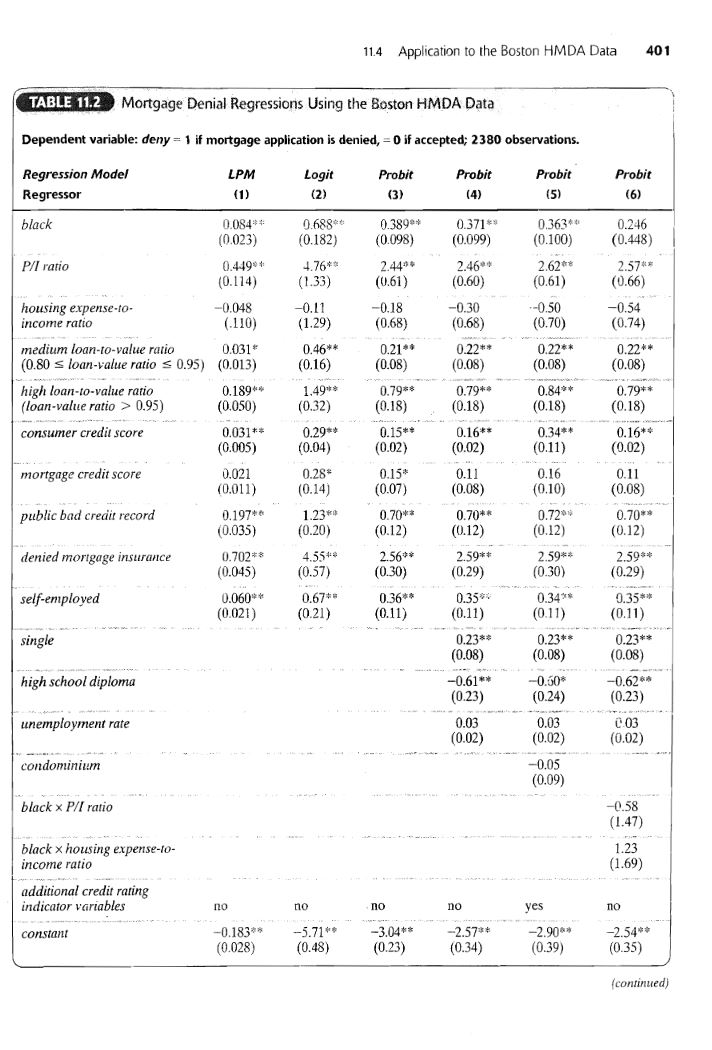 11.4 Application to the Boston HMDA Data 401
TABLE 11.2 Mortgage Denial Regressions Using the Boston HMDA Data
Dependent variable: deny = 1 if mortgage application is denied, = 0 if accepted; 2380 observations.
Regression Model LPM Logit Probit Probit Probit Probit
Regressor (1) (2) (3) (4) (5) (6)
black 0.084** 0.688** 0.389** 0.371** 0.363** 0.246
(0.023) (0.182) (0.098) (0.099) (0.100) (0.448)
P/I ratio 0.449** 4.76** 2.44** 2.46** 2.62** 2.57**
(0.114) (1.33) (0.61) (0.60) (0.61) (0.66)
housing expense-to- −0.048 −0.11 −0.18 −0.30 −0.50 −0.54
income ratio (.110) (1.29) (0.68) (0.68) (0.70) (0.74)
medium loan-to-value ratio 0.031* 0.46** 0.21** 0.22** 0.22** 0.22**
(0.80 ≤ loan-value ratio ≤ 0.95) (0.013) (0.16) (0.08) (0.08) (0.08) (0.08)
high loan-to-value ratio 0.189** 1.49** 0.79** 0.79** 0.84** 0.79**
(loan-value ratio > 0.95) (0.050) (0.32) (0.18) (0.18) (0.18) (0.18)
consumer credit score 0.031** 0.29** 0.15** 0.16** 0.34** 0.16**
(0.005) (0.04) (0.02) (0.02) (0.11) (0.02)
mortgage credit score 0.021 0.28* 0.15* 0.11 0.16 0.11
(0.011) (0.14) (0.07) (0.08) (0.10) (0.08)
public bad credit record 0.197** 1.23** 0.70** 0.70** 0.72** 0.70**
(0.035) (0.20) (0.12) (0.12) (0.12) (0.12)
denied mortgage insurance 0.702** 4.55** 2.56** 2.59** 2.59** 2.59**
(0.045) (0.57) (0.30) (0.29) (0.30) (0.29)
self-employed 0.060** 0.67** 0.36** 0.35** 0.34** 0.35**
(0.021) (0.21) (0.11) (0.11) (0.11) (0.11)
single 0.23** 0.23** 0.23**
(0.08) (0.08) (0.08)
high school diploma −0.61** −0.60* −0.62**
(0.23) (0.24) (0.23)
unemployment rate 0.03 0.03 0.03
(0.02) (0.02) (0.02)
condominium −0.05
(0.09)
black x P/I ratio −0.58
(1.47)
black x housing expense-to- 1.23
income ratio (1.69)
additional credit rating
indicator variables no no no no yes no
constant −0.183** −5.71** −3.04** −2.57** −2.90** −2.54**
(0.028) (0.48) (0.23) (0.34) (0.39) (0.35)
(continued)